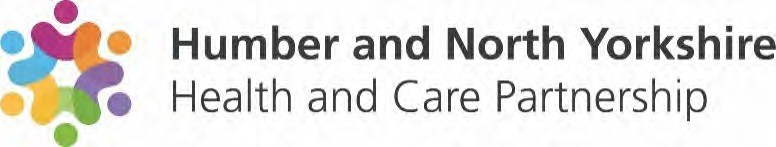 Humber and North Yorkshire
Health and Care Partnership